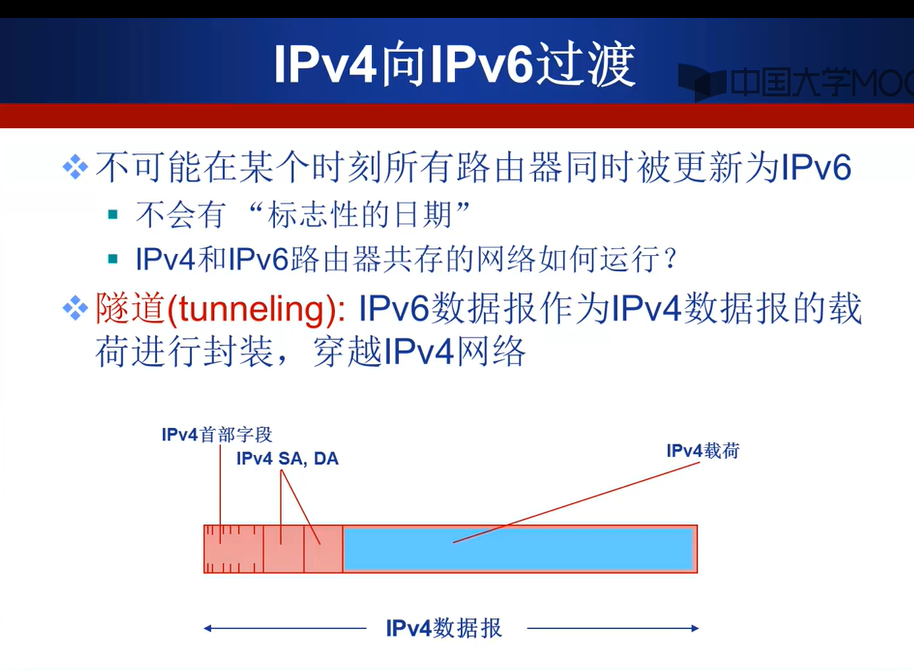 IPv4向IPv6过渡
中国大学MOO
不可能在某个时刻所有路由器同时被更新为IPv6
不会有 “标志性的日期”
IPv4和IPv6路由器共存的网络如何运行？
隧道(tunneling): IPv6数据报作为IPv4数据报的载
荷进行封装，穿越IPv4网络
IPv4首部字段
IPv4 SA, DA
IPv4载荷
IPv4数据报